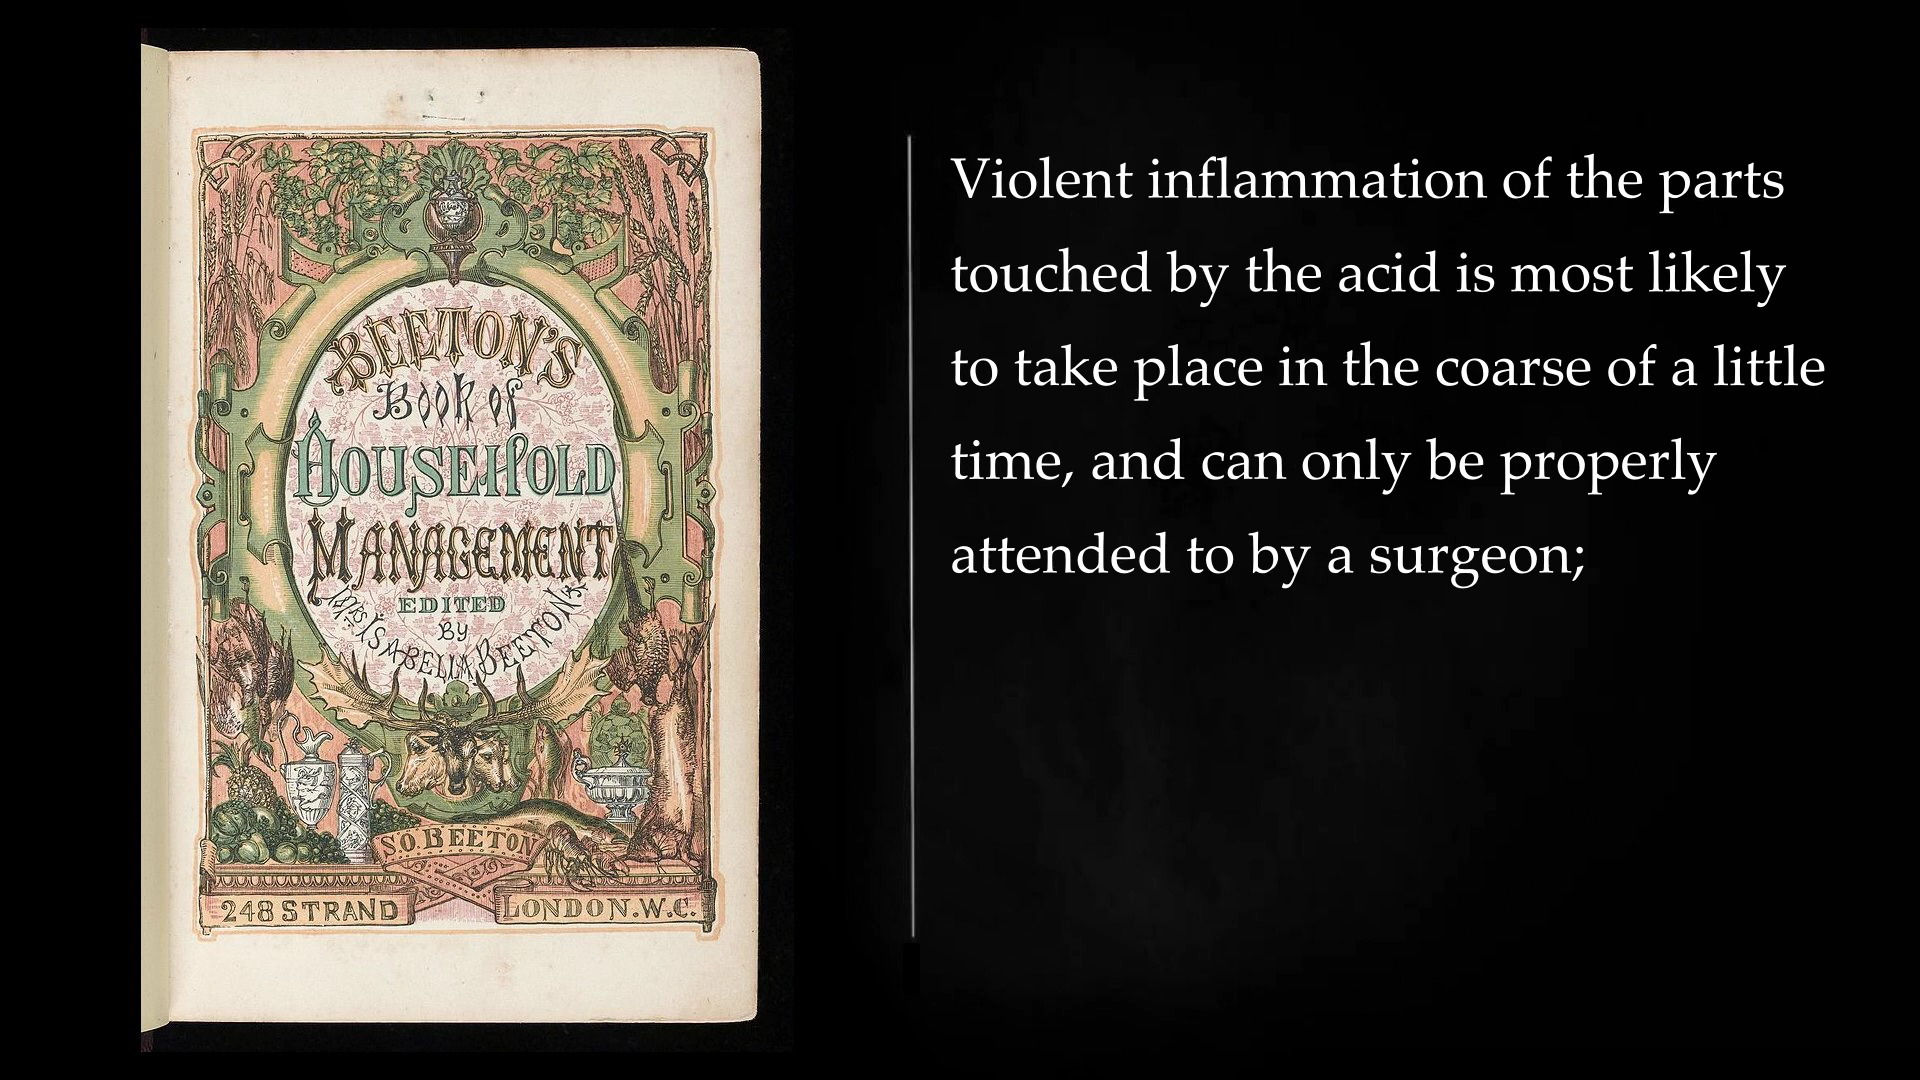 BEETON'S
Book of
HOUSEHOLD
MANAGEMENT
EDITED
BY
MRS ISABELLA BEETON
S.O. BEETON
248 STRAND
LONDON. W.C.
Violent inflammation of the parts
touched by the acid is most likely
to take place in the coarse of a little
time, and can only be properly
attended to by a surgeon;